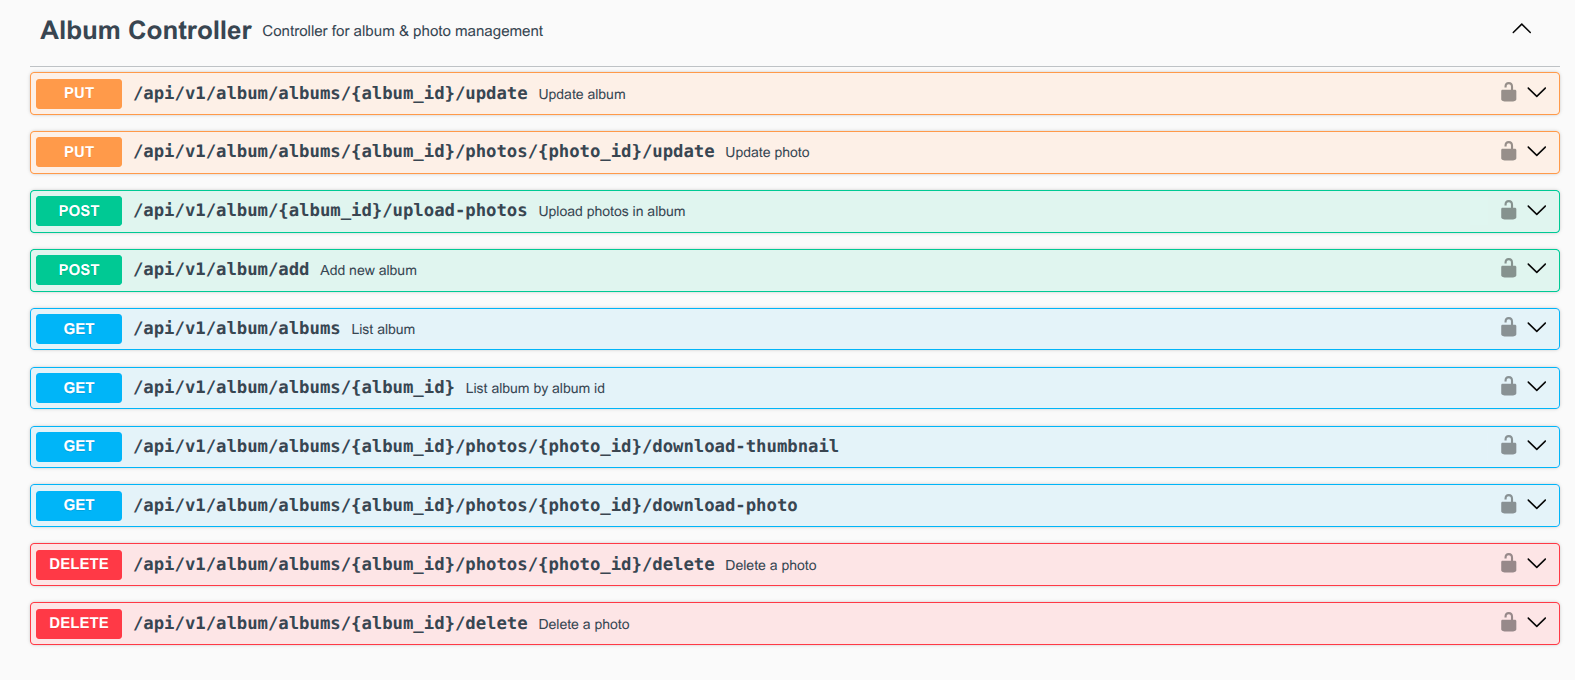 Album Controller Controller for album & photo management
PUT /api/v1/album/albums/{album_id}/update Update album
PUT /api/v1/album/albums/{album_id}/photos/{photo_id}/update Update photo
POST /api/v1/album/{album_id}/upload-photos Upload photos in album
POST /api/v1/album/add Add new album
GET /api/v1/album/albums List album
GET /api/v1/album/albums/{album_id} List album by album id
GET /api/v1/album/albums/{album_id}/photos/{photo_id}/download-thumbnail
GET /api/v1/album/albums/{album_id}/photos/{photo_id}/download-photo
DELETE /api/v1/album/albums/{album_id}/photos/{photo_id}/delete Delete a photo
DELETE /api/v1/album/albums/{album_id}/delete Delete a photo